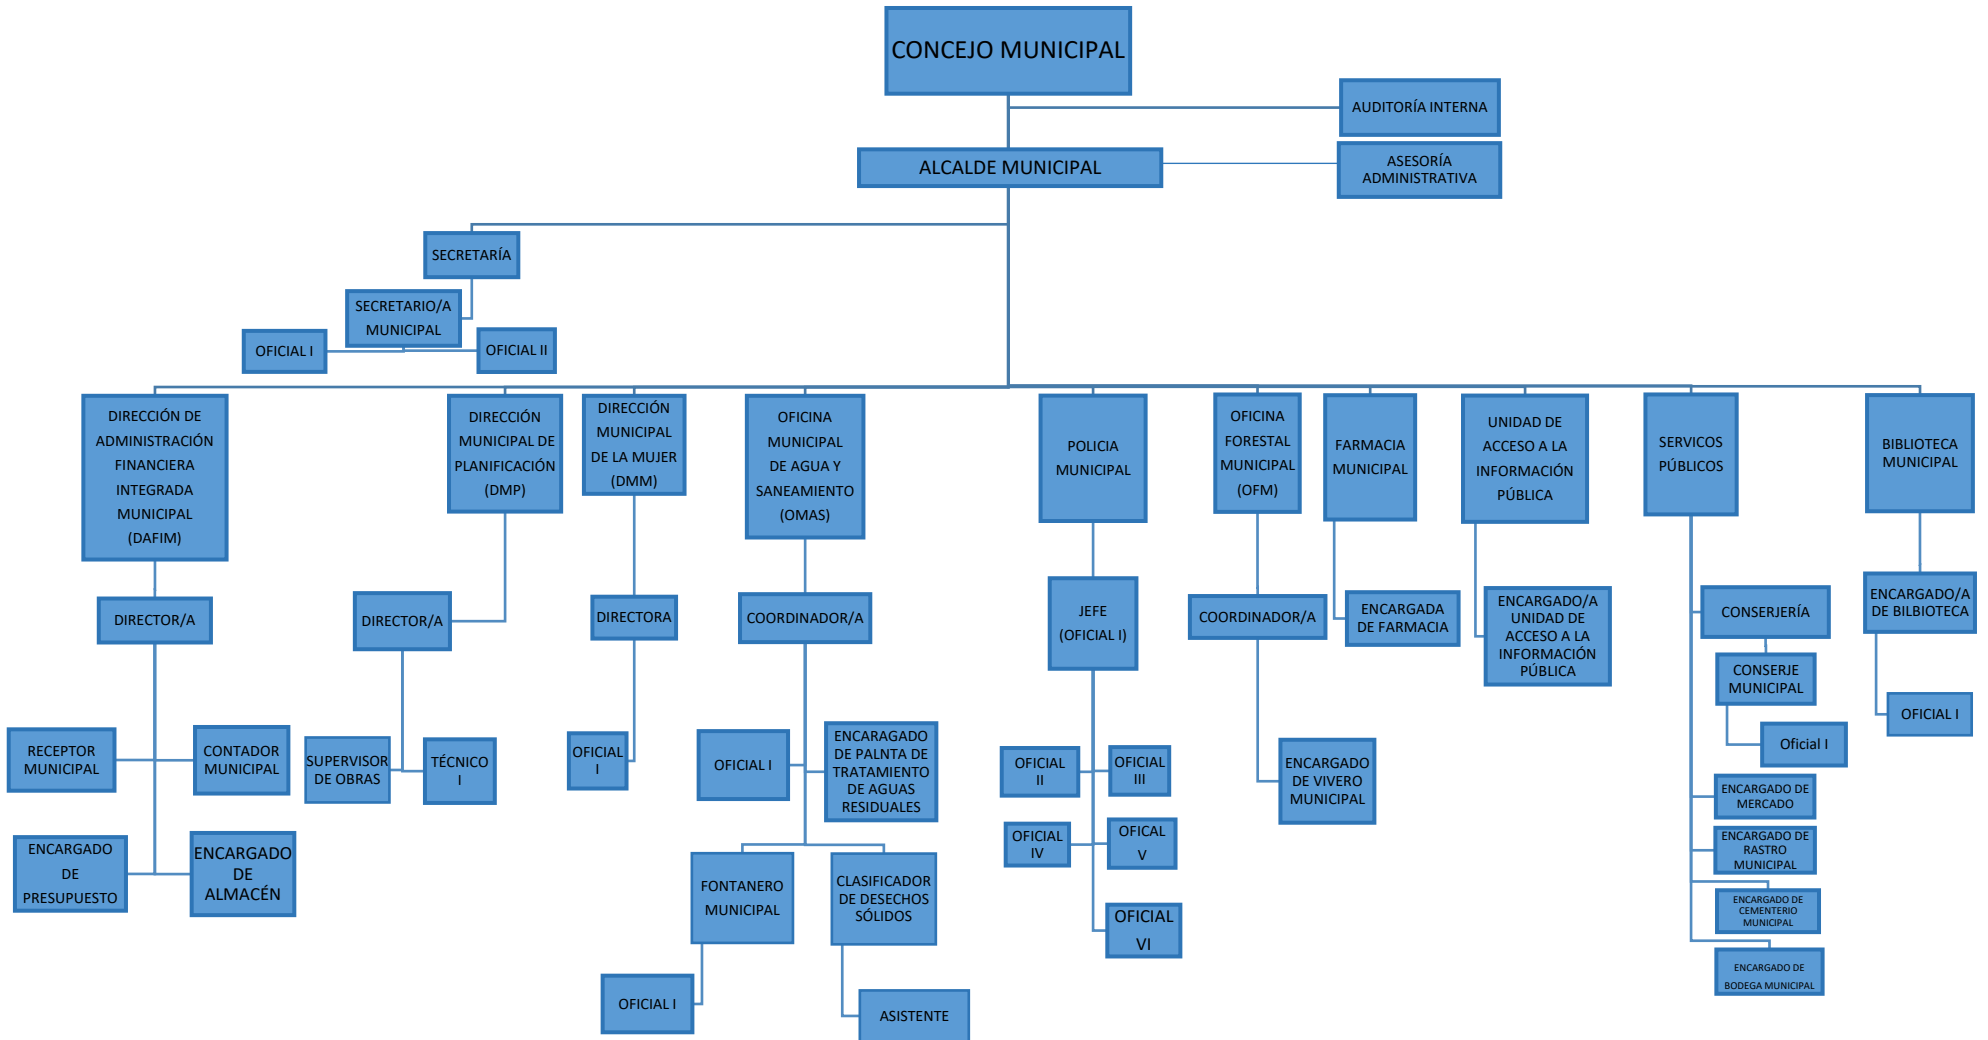 CONCEJO MUNICIPAL
AUDITORÍA INTERNA
ALCALDE MUNICIPAL
ASESORÍA
ADMINISTRATIVA
SECRETARÍA
SECRETARIO/A
MUNICIPAL
OFICIAL I
OFICIAL II
DIRECCIÓN DE
ADMINISTRACIÓN
FINANCIERA
INTEGRADA
MUNICIPAL
(DAFIM)
DIRECCIÓN
MUNICIPAL DE
PLANIFICACIÓN
(DMP)
DIRECCIÓN
MUNICIPAL
DE LA MUJER
(DMM)
OFICINA
MUNICIPAL
DE AGUA Y
SANEAMIENTO
(OMAS)
POLICIA
MUNICIPAL
OFICINA
FORESTAL
MUNICIPAL
(OFM)
FARMACIA
MUNICIPAL
UNIDAD DE
ACCESO A LA
INFORMACIÓN
PÚBLICA
SERVICOS
PÚBLICOS
BIBLIOTECA
MUNICIPAL
DIRECTOR/A
DIRECTOR/A
DIRECTORA
COORDINADOR/A
JEFE
(OFICIAL I)
COORDINADOR/A
ENCARGADA
DE FARMACIA
ENCARGADO/A
UNIDAD DE
ACCESO A LA
INFORMACIÓN
PÚBLICA
CONSERJERÍA
CONSERJE
MUNICIPAL
Oficial I
ENCARGADO/A
DE BILBIOTECA
OFICIAL I
RECEPTOR
MUNICIPAL
CONTADOR
MUNICIPAL
SUPERVISOR
DE OBRAS
TÉCNICO
I
OFICIAL
I
OFICIAL I
ENCARAGADO
DE PALNTA DE
TRATAMIENTO
DE AGUAS
RESIDUALES
OFICIAL
II
OFICIAL
III
ENCARGADO
DE VIVERO
MUNICIPAL
ENCARGADO DE
MERCADO
ENCARGADO DE
RASTRO
MUNICIPAL
ENCARGADO
DE
PRESUPUESTO
ENCARGADO
DE
ALMACÉN
OFICIAL
IV
OFICAL
V
FONTANERO
MUNICIPAL
CLASIFICADOR
DE DESECHOS
SÓLIDOS
OFICIAL
VI
ENCARGADO DE
CEMENTERIO
MUNICIPAL
ENCARGADO DE
BODEGA MUNICIPAL
OFICIAL I
ASISTENTE